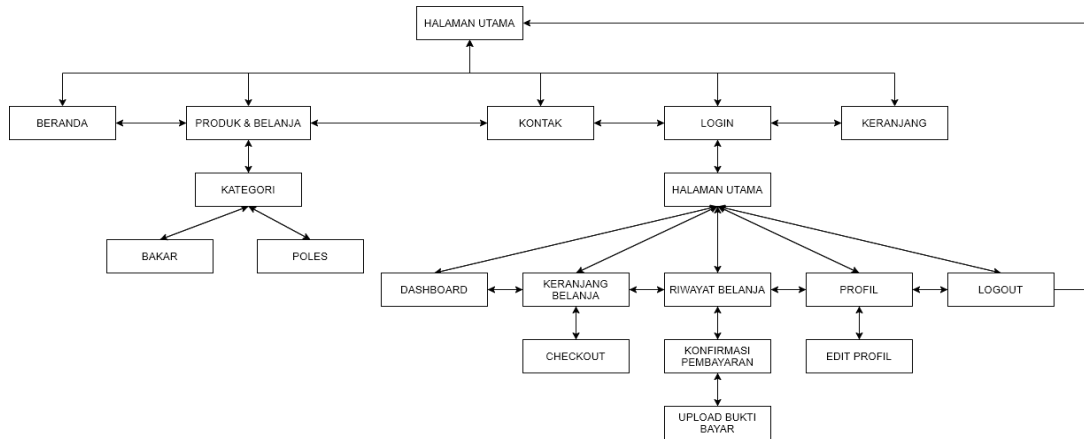 HALAMAN UTAMA
BERANDA
PRODUK & BELANJA
KONTAK
LOGIN
KERANJANG
KATEGORI
HALAMAN UTAMA
BAKAR
POLES
DASHBOARD
KERANJANG
BELANJA
RIWAYAT BELANJA
PROFIL
LOGOUT
CHECKOUT
KONFIRMASI
PEMBAYARAN
EDIT PROFIL
UPLOAD BUKTI
BAYAR